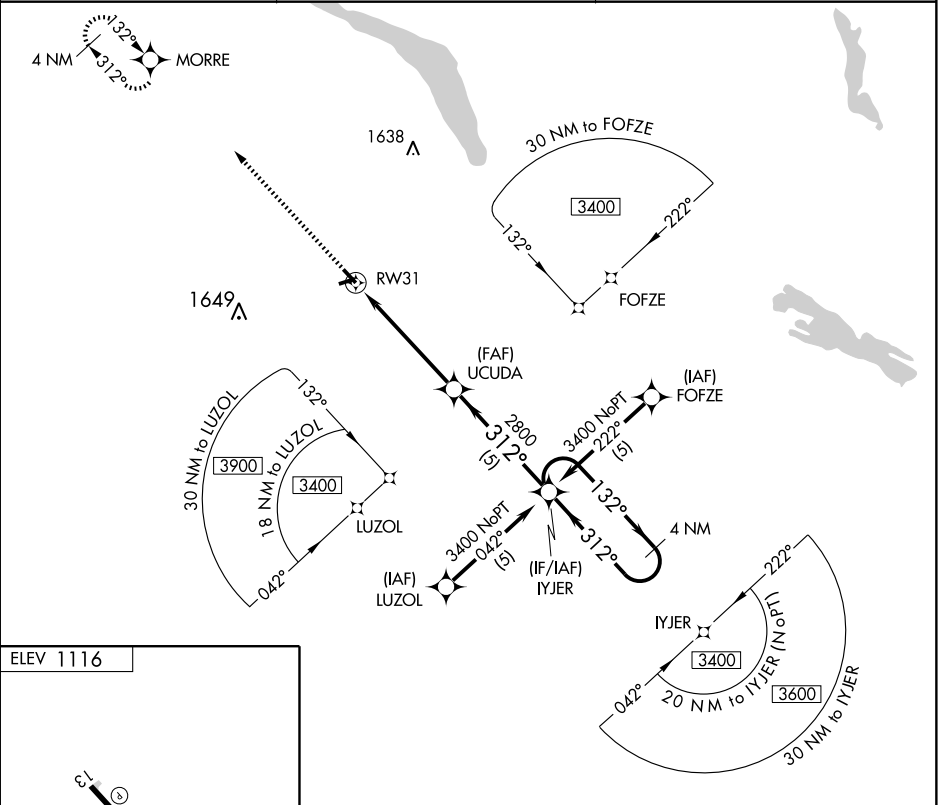 132°
4 NM
312°
MORRE
1638
30 NM to FOFZE
3400
132°
222°
FOFZE
RW31
1649
(FAF)
UCUDA
(IAF)
FOFZE
2800
312°
(5)
3400 NoPT
222°
(5)
30 NM to LUZOL
132°
3900
18 NM to LUZOL
3400
LUZOL
042°
3400 NoPT
042°
(5)
(IAF)
LUZOL
132°
312°
4 NM
(IF/IAF)
IYJER
222°
IYJER
3400
042°
20 NM to IYJER (NoPT)
3600
30 NM to IYJER
ELEV 1116
13
P